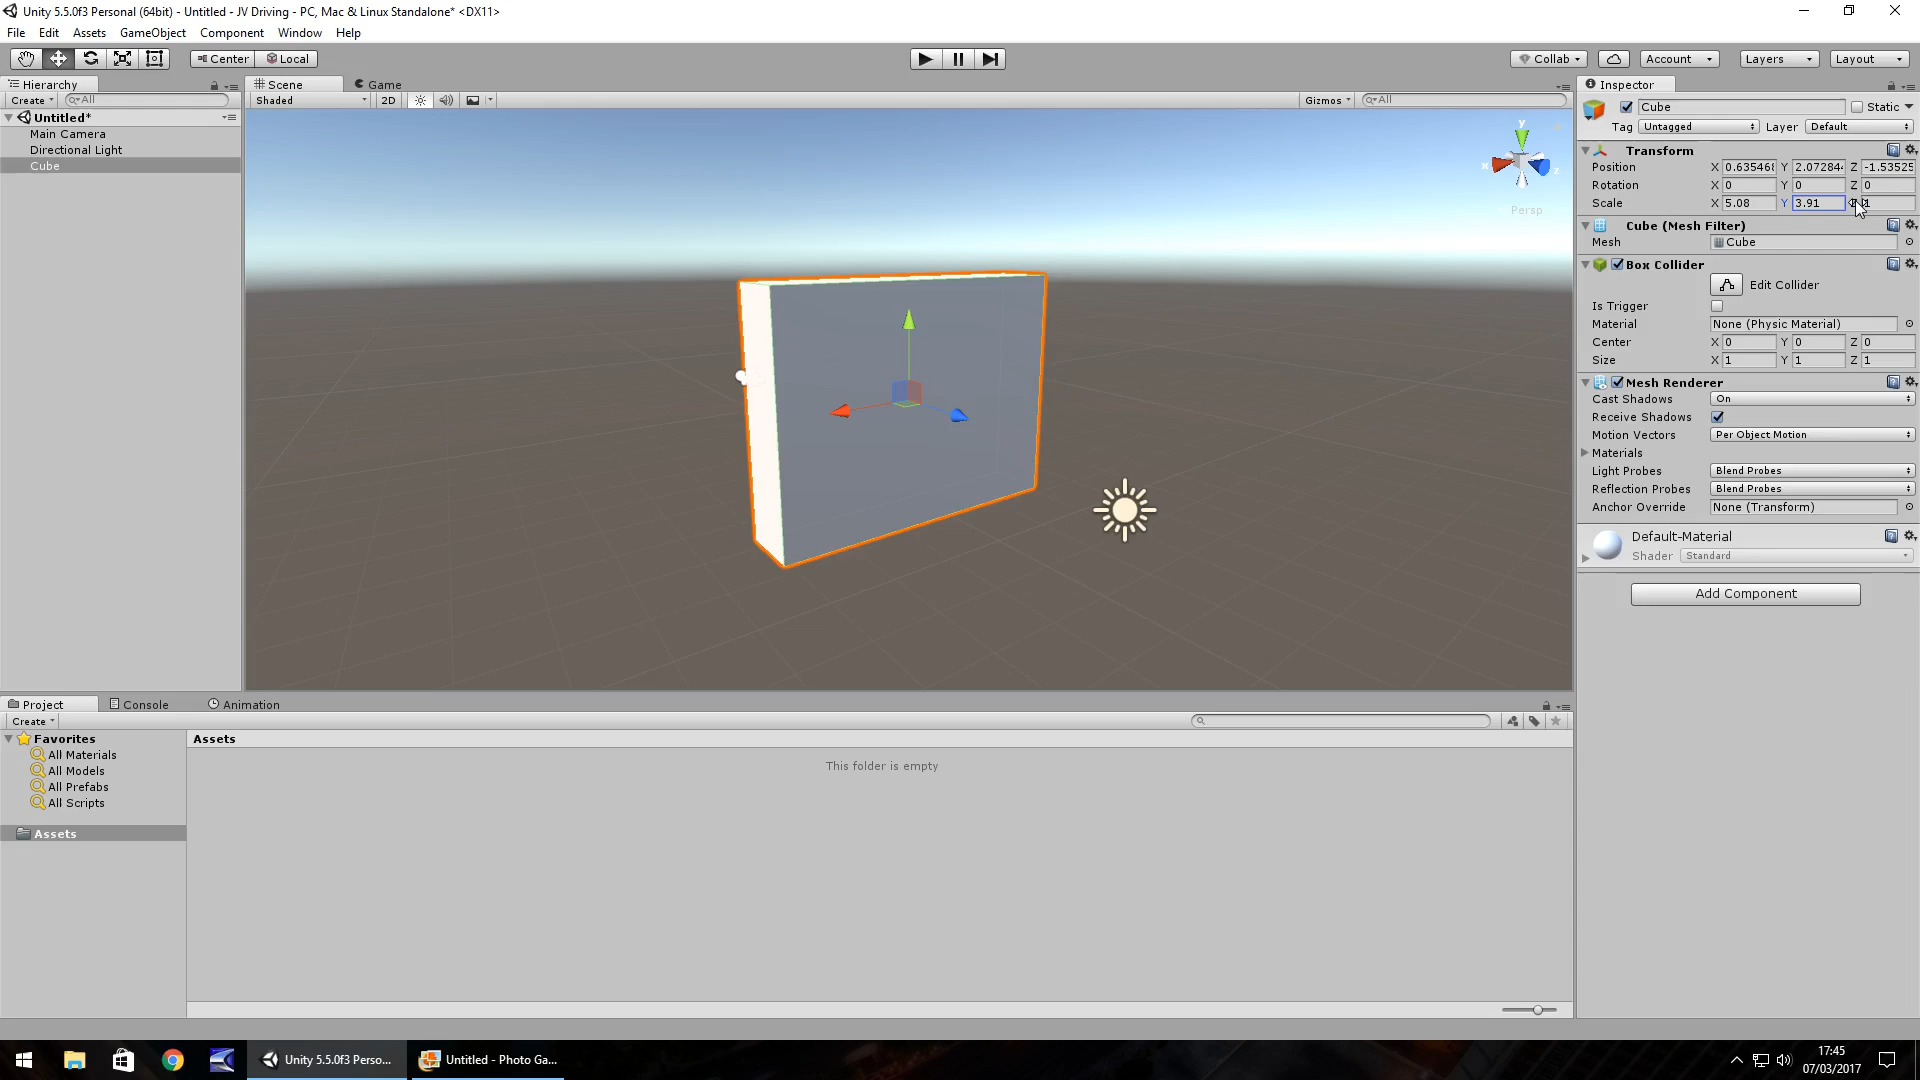 Unity 5.5.0f3 Personal (64bit) - Untitled - JV Driving - PC, Mac & Linux Standalone* <DX11>
File Edit Assets GameObject Component Window Help
Center Local Collab Account Layers Layout
Hierarchy Scene Game Inspector
Create All Shaded 2D Gizmos All
Cube Static
Untitled*
Tag Untagged Layer Default
Main Camera
Directional Light
Cube
y
x
z
Persp
Transform
Position X 0.63546 Y 2.07284 Z -1.53525
Rotation X 0 Y 0 Z 0
Scale X 5.08 Y 3.91 1
Cube (Mesh Filter)
Mesh Cube
Box Collider
Edit Collider
Is Trigger
Material None (Physic Material)
Center X 0 Y 0 Z 0
Size X 1 Y 1 Z 1
Mesh Renderer
Cast Shadows On
Receive Shadows
Motion Vectors Per Object Motion
Materials
Light Probes Blend Probes
Reflection Probes Blend Probes
Anchor Override None (Transform)
Default-Material
Shader Standard
Add Component
Project Console Animation
Create
Favorites
All Materials
All Models
All Prefabs
All Scripts
Assets
Assets
This folder is empty
Unity 5.5.0f3 Perso...
Untitled - Photo Ga...
17:45
07/03/2017